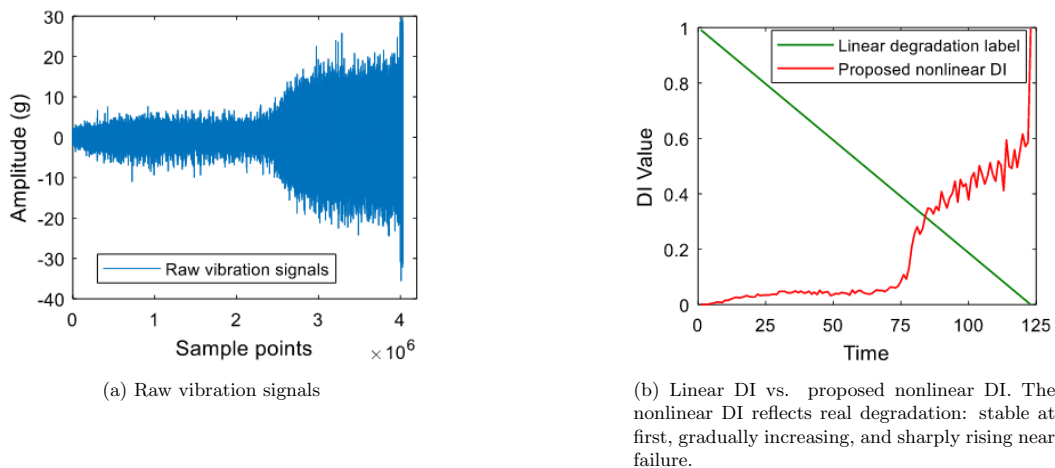 30
20
10
0
-10
-20
-30
-40
Amplitude (g)
Raw vibration signals
0 1 2 3 4
× 10⁶
Sample points
(a) Raw vibration signals
1
0.8
0.6
0.4
0.2
0
DI Value
Linear degradation label
Proposed nonlinear DI
0 25 50 75 100 125
Time
(b) Linear DI vs. proposed nonlinear DI. The
nonlinear DI reflects real degradation: stable at
first, gradually increasing, and sharply rising near
failure.